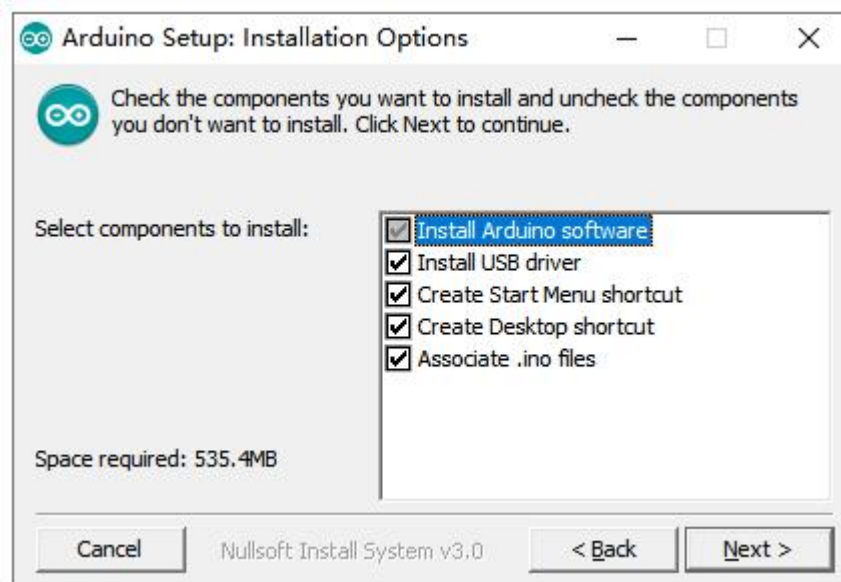 Arduino Setup: Installation Options
Check the components you want to install and uncheck the components
you don't want to install. Click Next to continue.
Select components to install:
Install Arduino software
Install USB driver
Create Start Menu shortcut
Create Desktop shortcut
Associate .ino files
Space required: 535.4MB
Cancel
Nullsoft Install System v3.0
< Back
Next >